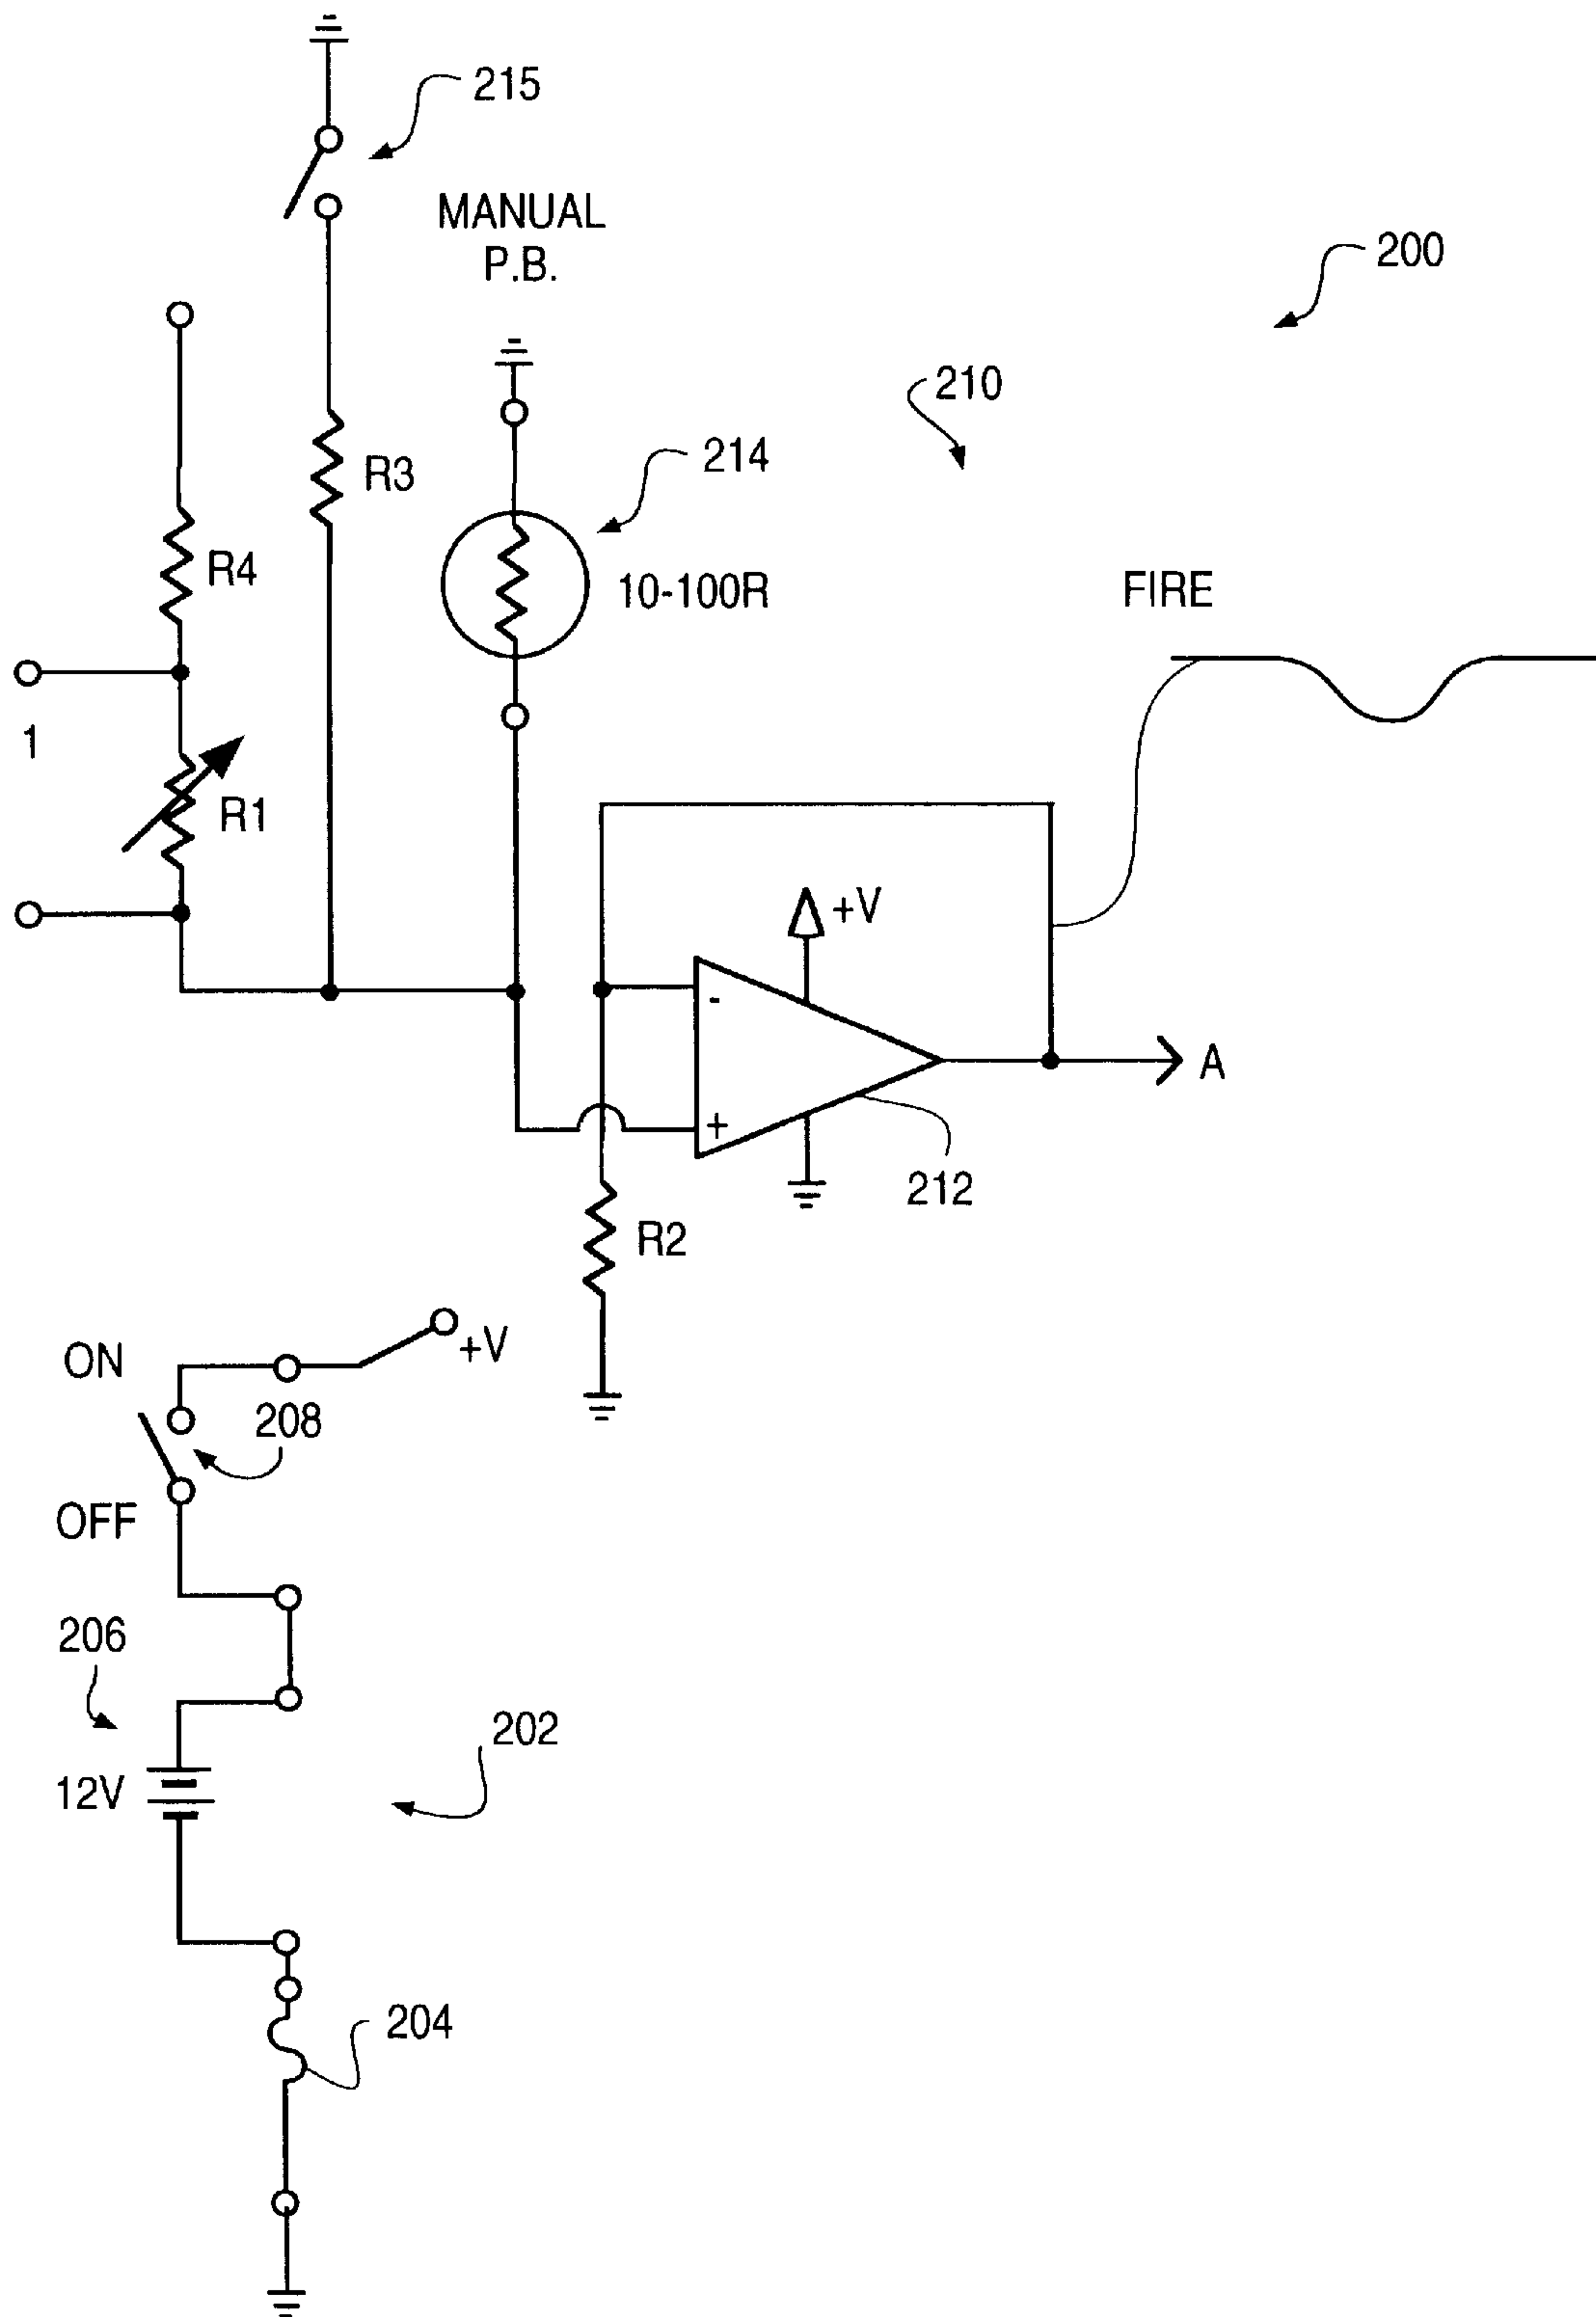 215
MANUAL
P.B.
200
210
214
R3
R4
10-100R
FIRE
1
R1
+V
-
A
+
212
R2
ON
+V
208
OFF
206
202
12V
204